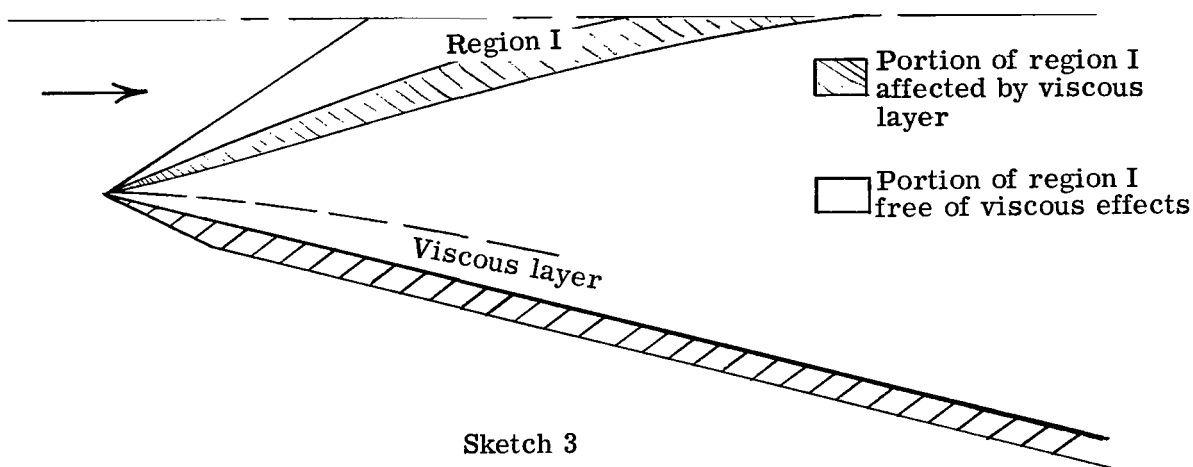 Region I
Portion of region I
affected by viscous
layer
Portion of region I
free of viscous effects
Viscous layer
Sketch 3